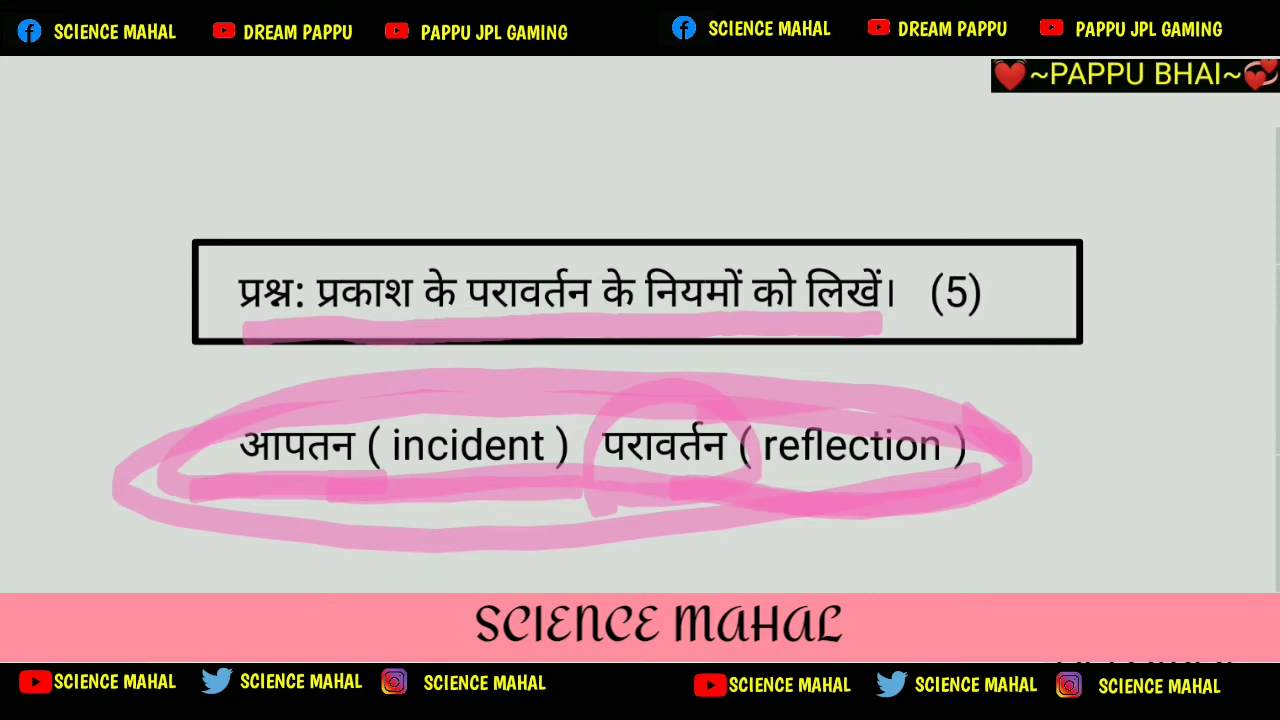 SCIENCE MAHAL DREAM PAPPU PAPPU JPL GAMING SCIENCE MAHAL DREAM PAPPU PAPPU JPL GAMING
~PAPPU BHAI~
प्रश्न: प्रकाश के परावर्तन के नियमों को लिखें। (5)
आपतन ( incident ) परावर्तन ( reflection )
SCIENCE MAHAL
SCIENCE MAHAL SCIENCE MAHAL SCIENCE MAHAL SCIENCE MAHAL SCIENCE MAHAL SCIENCE MAHAL